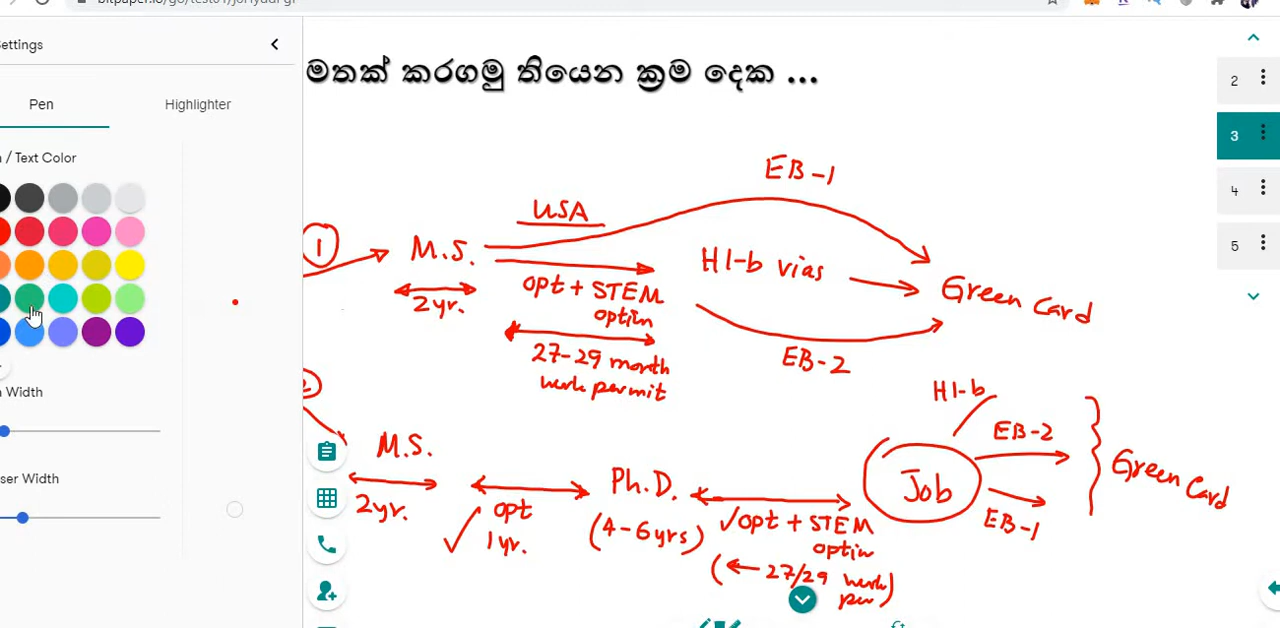 ettings
Pen
Highlighter
/ Text Color
Width
ser Width
මතක් කරගමු තියෙන ක්‍රම දෙක ...
2
3
4
5
EB-1
USA
1
M.S.
2yr.
opt + STEM
optin
27-29 month
work permit
H1-b vias
Green Card
EB-2
2
M.S.
2yr.
opt
1yr.
Ph.D.
(4-6yrs)
opt + STEM
optin
(27/29 work
per)
Job
H1-b
EB-2
EB-1
Green Card